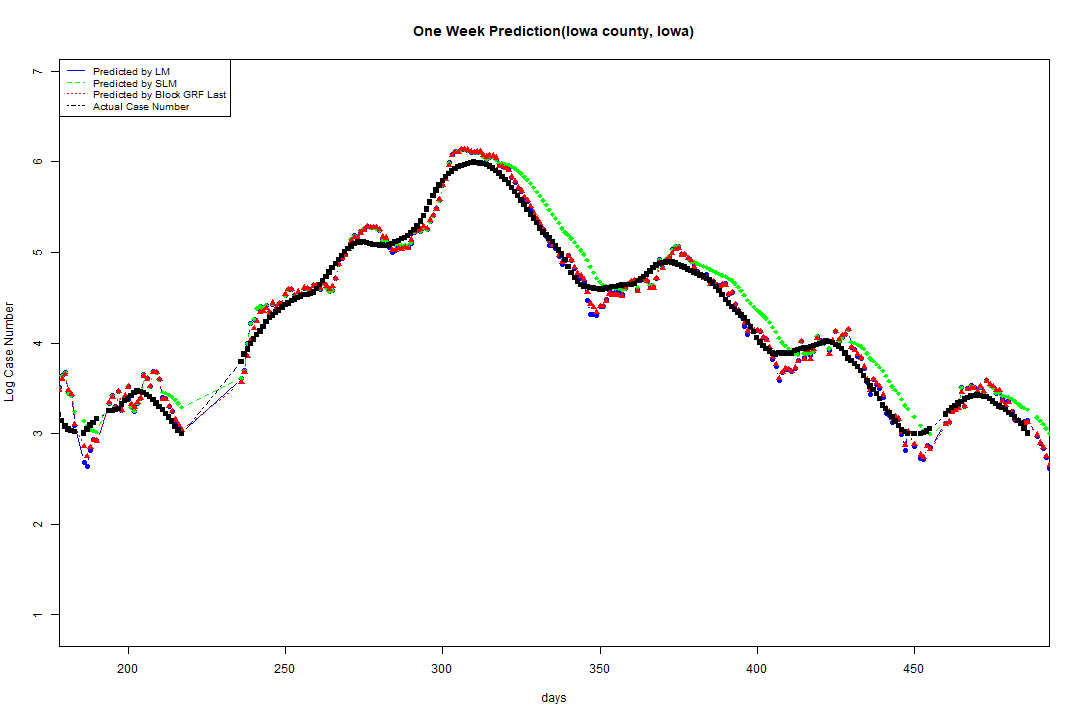 One Week Prediction(Iowa county, Iowa)
Predicted by LM
Predicted by SLM
Predicted by Block GRF Last
Actual Case Number
7
6
5
4
3
2
1
Log Case Number
200 250 300 350 400 450
days